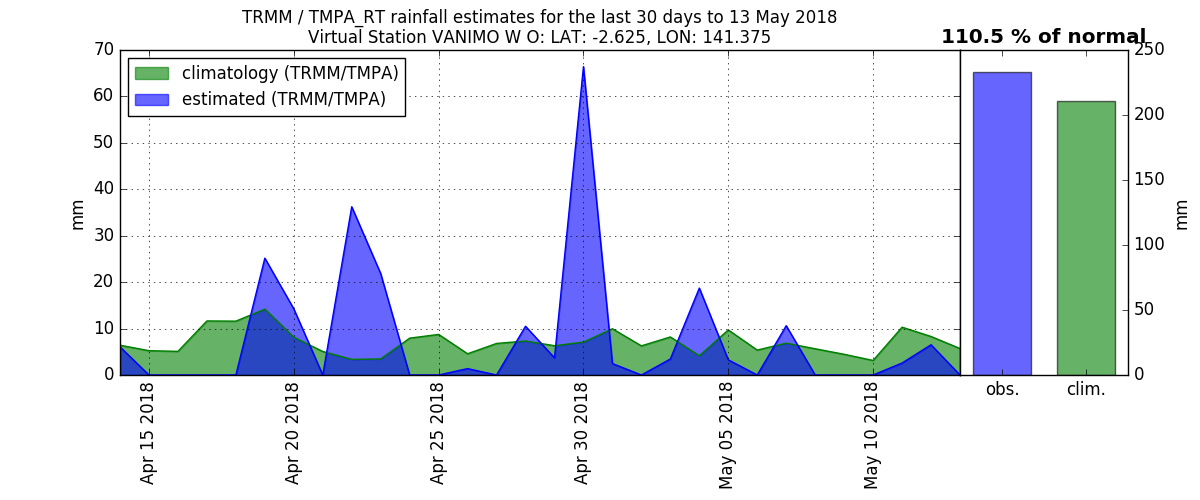 TRMM / TMPA_RT rainfall estimates for the last 30 days to 13 May 2018
Virtual Station VANIMO W O: LAT: -2.625, LON: 141.375
110.5 % of normal
climatology (TRMM/TMPA)
estimated (TRMM/TMPA)
70
60
50
40
30
20
10
0
mm
Apr 15 2018
Apr 20 2018
Apr 25 2018
Apr 30 2018
May 05 2018
May 10 2018
250
200
150
100
50
0
mm
obs.
clim.